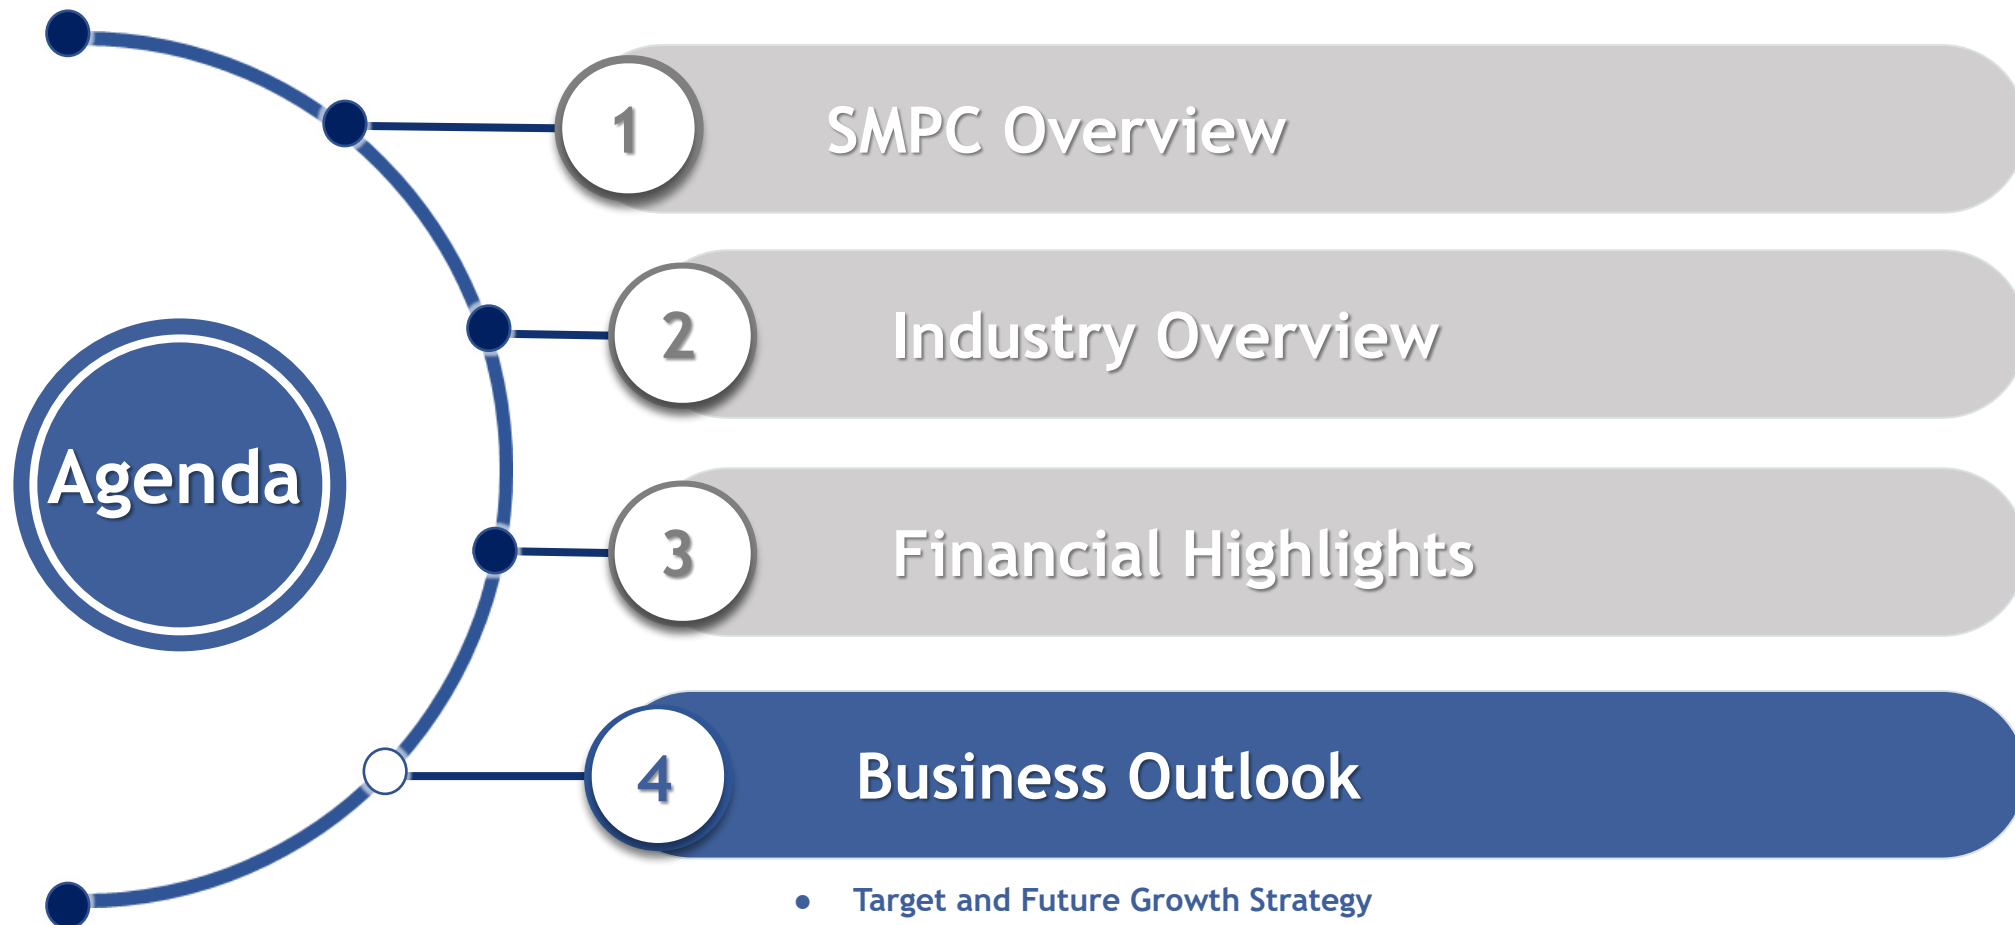 Agenda
1
SMPC Overview
2
Industry Overview
3
Financial Highlights
4
Business Outlook
• Target and Future Growth Strategy